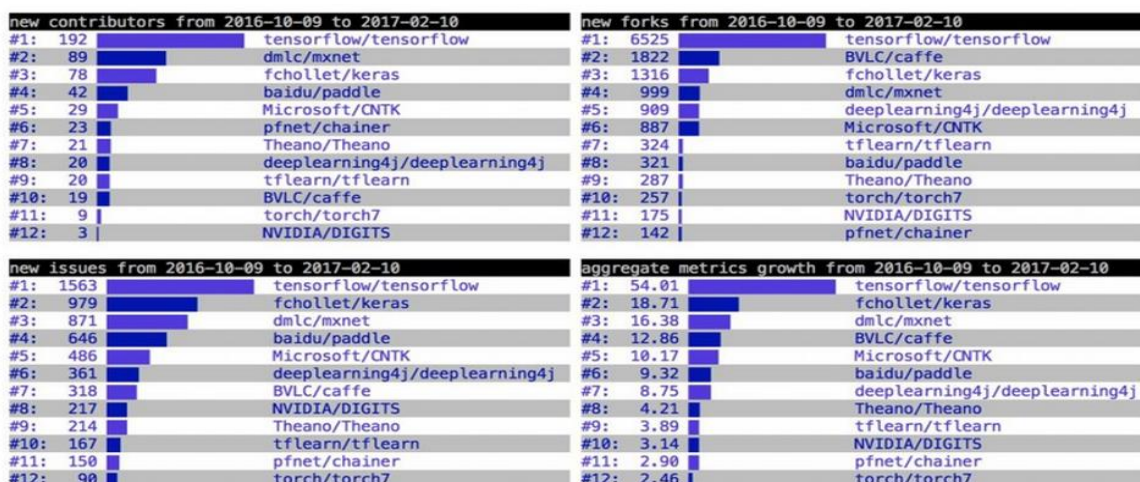 new contributors from 2016-10-09 to 2017-02-10
#1: 192 tensorflow/tensorflow
#2: 89 dmlc/mxnet
#3: 78 fchollet/keras
#4: 42 baidu/paddle
#5: 29 Microsoft/CNTK
#6: 23 pfnet/chainer
#7: 21 Theano/Theano
#8: 20 deeplearning4j/deeplearning4j
#9: 20 tflearn/tflearn
#10: 19 BVLC/caffe
#11: 9 torch/torch7
#12: 3 NVIDIA/DIGITS
new forks from 2016-10-09 to 2017-02-10
#1: 6525 tensorflow/tensorflow
#2: 1822 BVLC/caffe
#3: 1316 fchollet/keras
#4: 999 dmlc/mxnet
#5: 909 deeplearning4j/deeplearning4j
#6: 887 Microsoft/CNTK
#7: 324 tflearn/tflearn
#8: 321 baidu/paddle
#9: 287 Theano/Theano
#10: 257 torch/torch7
#11: 175 NVIDIA/DIGITS
#12: 142 pfnet/chainer
new issues from 2016-10-09 to 2017-02-10
#1: 1563 tensorflow/tensorflow
#2: 979 fchollet/keras
#3: 871 dmlc/mxnet
#4: 646 baidu/paddle
#5: 486 Microsoft/CNTK
#6: 361 deeplearning4j/deeplearning4j
#7: 318 BVLC/caffe
#8: 217 NVIDIA/DIGITS
#9: 214 Theano/Theano
#10: 167 tflearn/tflearn
#11: 150 pfnet/chainer
#12: 90 torch/torch7
aggregate metrics growth from 2016-10-09 to 2017-02-10
#1: 54.01 tensorflow/tensorflow
#2: 18.71 fchollet/keras
#3: 16.38 dmlc/mxnet
#4: 12.86 BVLC/caffe
#5: 10.17 Microsoft/CNTK
#6: 9.32 baidu/paddle
#7: 8.75 deeplearning4j/deeplearning4j
#8: 4.21 Theano/Theano
#9: 3.89 tflearn/tflearn
#10: 3.14 NVIDIA/DIGITS
#11: 2.90 pfnet/chainer
#12: 2.46 torch/torch7